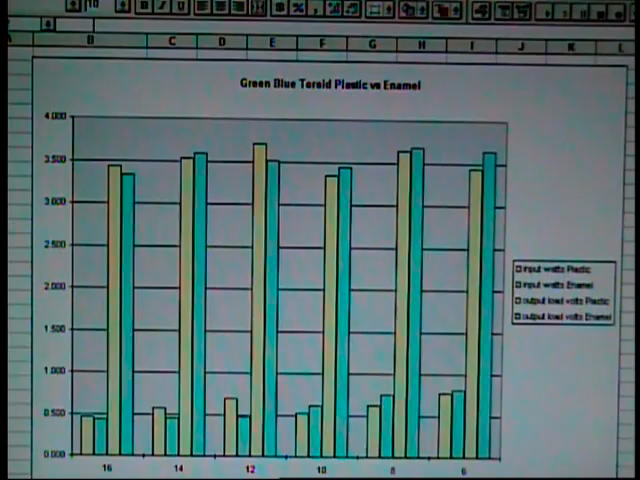 10
B I U
$ % ,
B C D E F G H I J K L
Green Blue Toroid Plastic vs Enamel
4.000
3.500
3.000
2.500
2.000
1.500
1.000
0.500
0.000
16 14 12 10 8 6
input watts Plastic
input watts Enamel
output load volts Plastic
output load volts Enamel